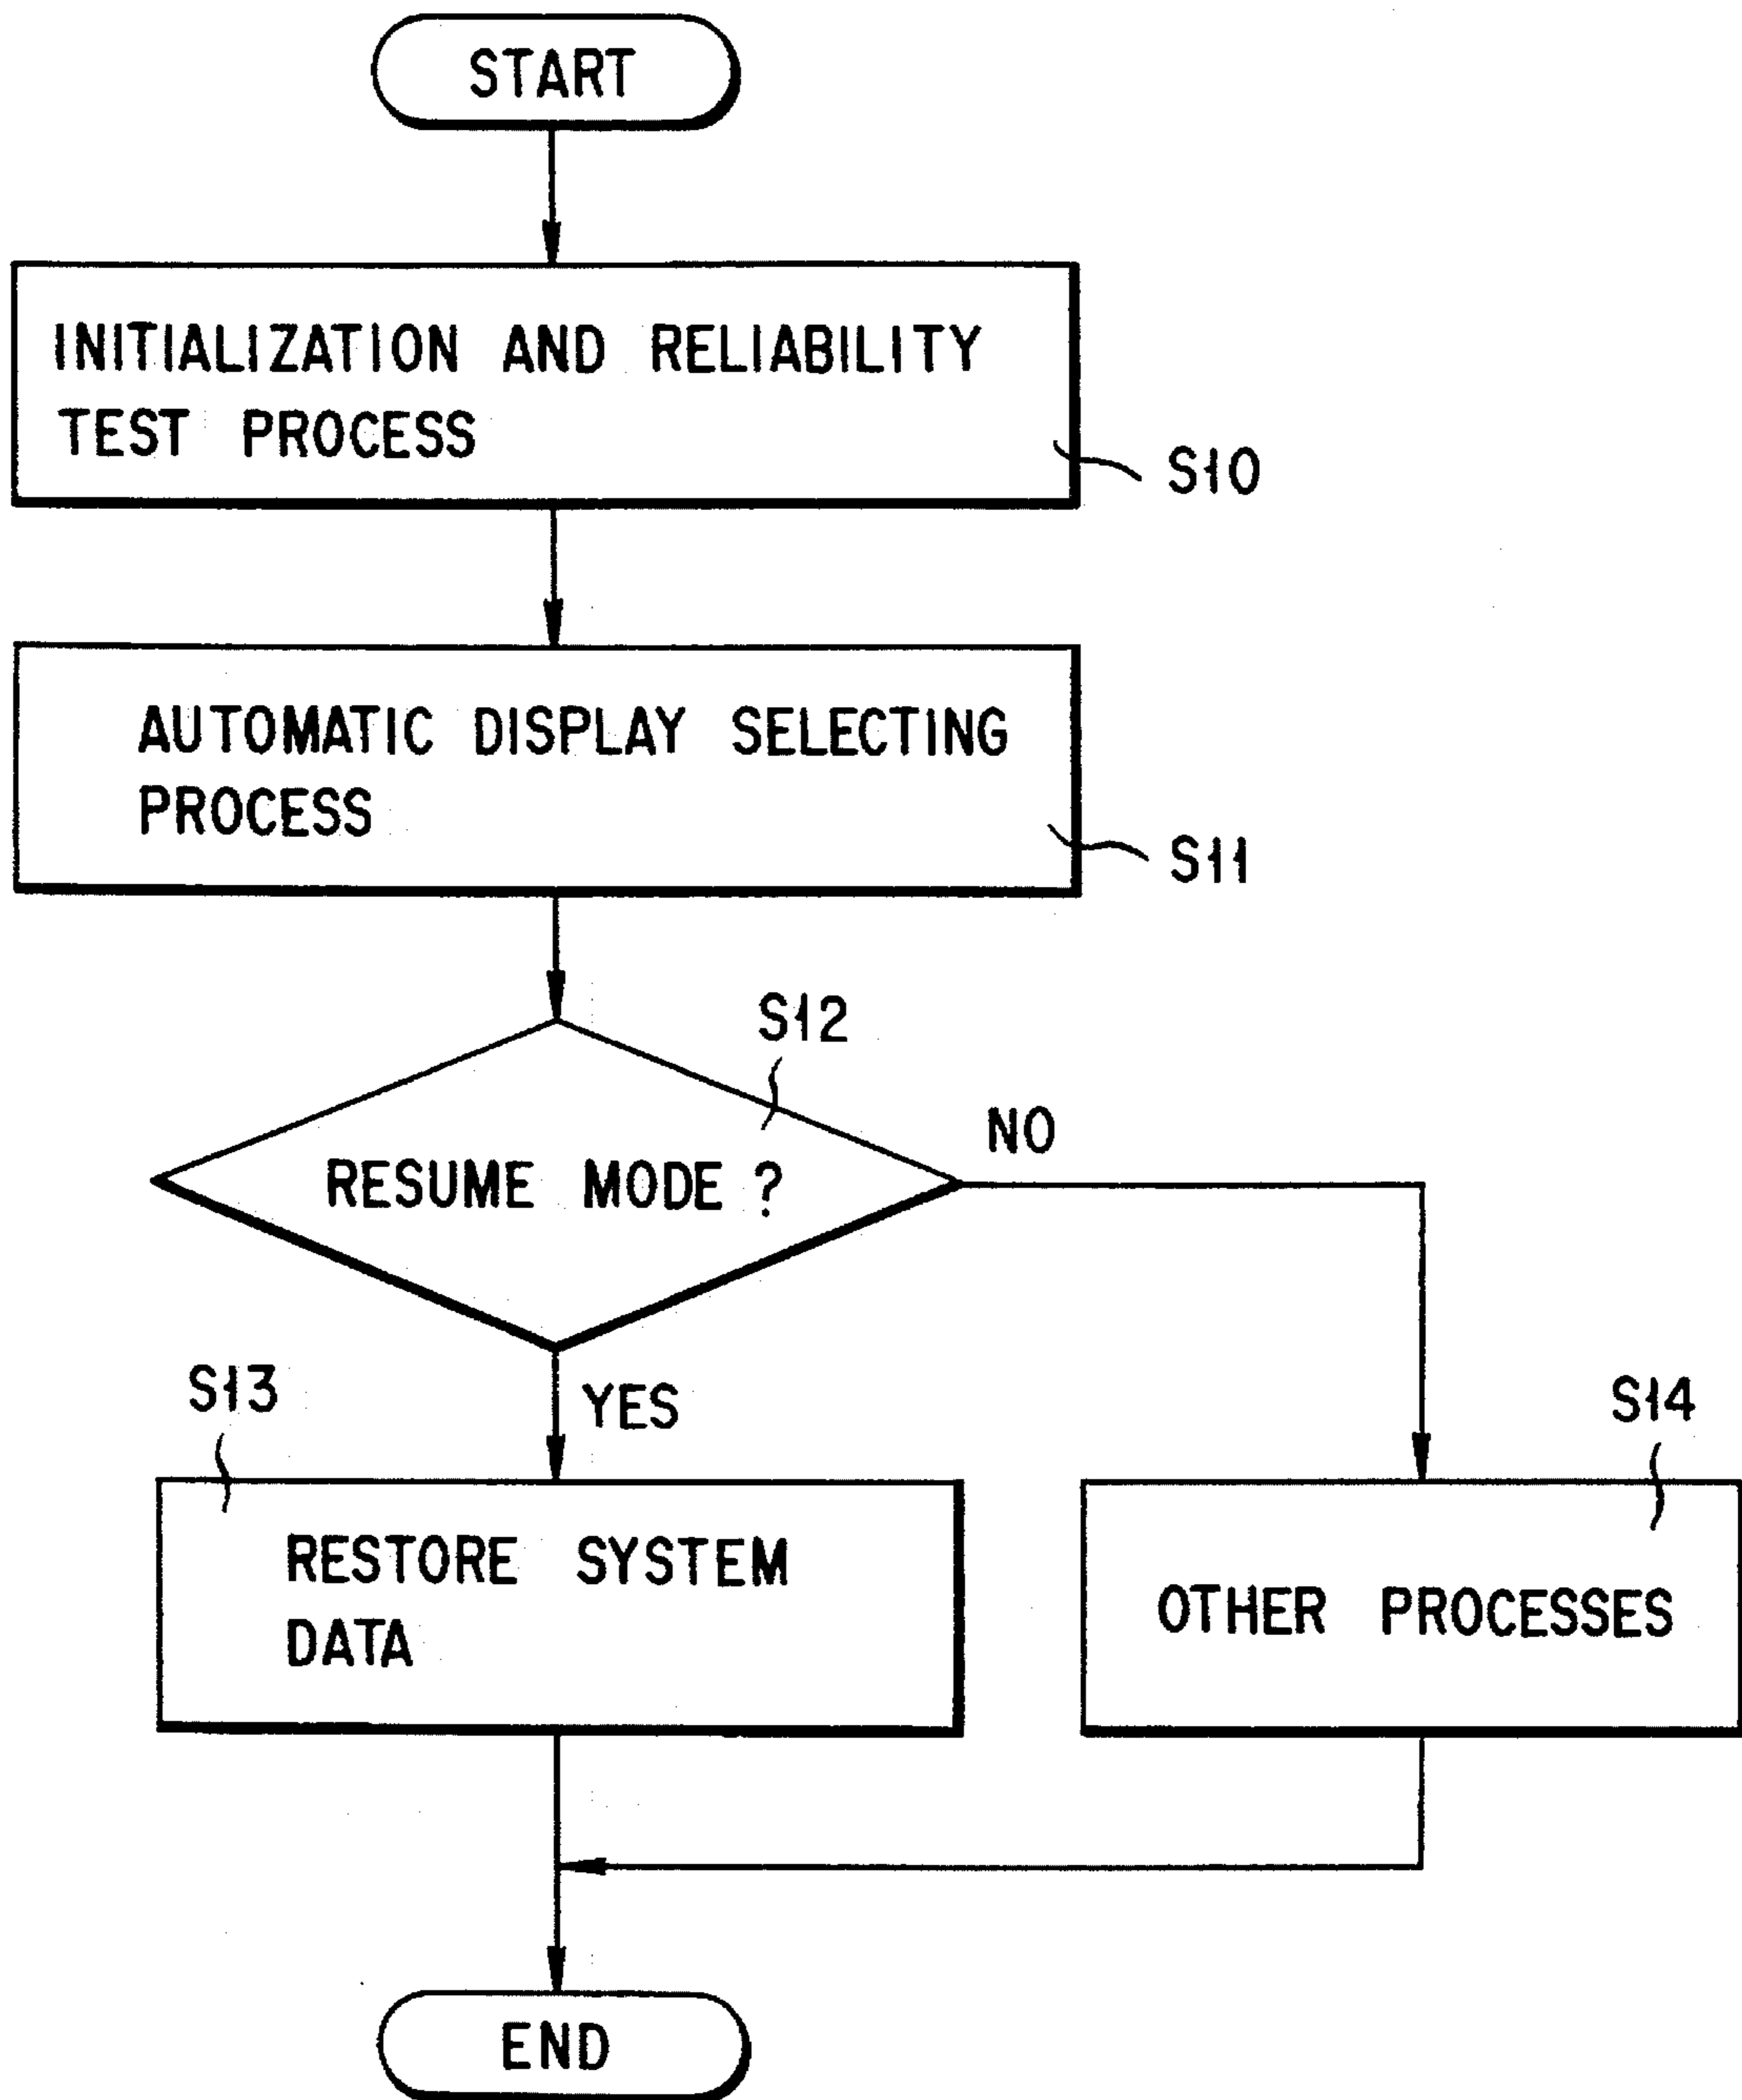 START
INITIALIZATION AND RELIABILITY
TEST PROCESS
S10
AUTOMATIC DISPLAY SELECTING
PROCESS
S11
S12
RESUME MODE ?
NO
YES
S13
RESTORE SYSTEM
DATA
S14
OTHER PROCESSES
END